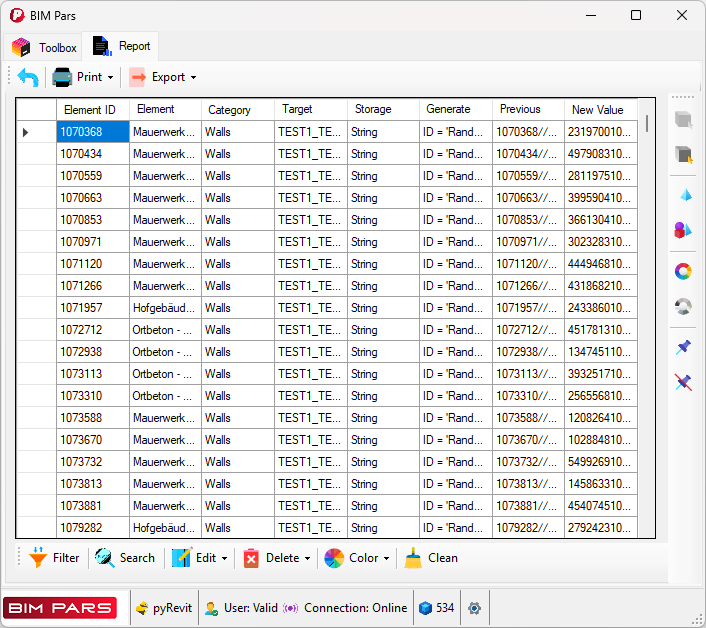 BIM Pars
Toolbox Report
Print Export
Element ID Element Category Target Storage Generate Previous New Value
1070368 Mauerwerk... Walls TEST1_TE... String ID = 'Rand... 1070368//... 231970010...
1070434 Mauerwerk... Walls TEST1_TE... String ID = 'Rand... 1070434//... 497908310...
1070559 Mauerwerk... Walls TEST1_TE... String ID = 'Rand... 1070559//... 281197510...
1070663 Mauerwerk... Walls TEST1_TE... String ID = 'Rand... 1070663//... 399590410...
1070853 Mauerwerk... Walls TEST1_TE... String ID = 'Rand... 1070853//... 366130410...
1070971 Mauerwerk... Walls TEST1_TE... String ID = 'Rand... 1070971//... 302328310...
1071120 Mauerwerk... Walls TEST1_TE... String ID = 'Rand... 1071120//... 444946810...
1071266 Mauerwerk... Walls TEST1_TE... String ID = 'Rand... 1071266//... 431868210...
1071957 Hofgebäud... Walls TEST1_TE... String ID = 'Rand... 1071957//... 243386010...
1072712 Ortbeton - ... Walls TEST1_TE... String ID = 'Rand... 1072712//... 451781310...
1072938 Ortbeton - ... Walls TEST1_TE... String ID = 'Rand... 1072938//... 134745110...
1073113 Ortbeton - ... Walls TEST1_TE... String ID = 'Rand... 1073113//... 393251710...
1073310 Ortbeton - ... Walls TEST1_TE... String ID = 'Rand... 1073310//... 256556810...
1073588 Mauerwerk... Walls TEST1_TE... String ID = 'Rand... 1073588//... 120826410...
1073670 Mauerwerk... Walls TEST1_TE... String ID = 'Rand... 1073670//... 102884810...
1073732 Mauerwerk... Walls TEST1_TE... String ID = 'Rand... 1073732//... 549926910...
1073813 Mauerwerk... Walls TEST1_TE... String ID = 'Rand... 1073813//... 145863310...
1073881 Mauerwerk... Walls TEST1_TE... String ID = 'Rand... 1073881//... 454074510...
1079282 Hofgebäud... Walls TEST1_TE... String ID = 'Rand... 1079282//... 279242310...
Filter Search Edit Delete Color Clean
BIM PARS pyRevit User: Valid Connection: Online 534